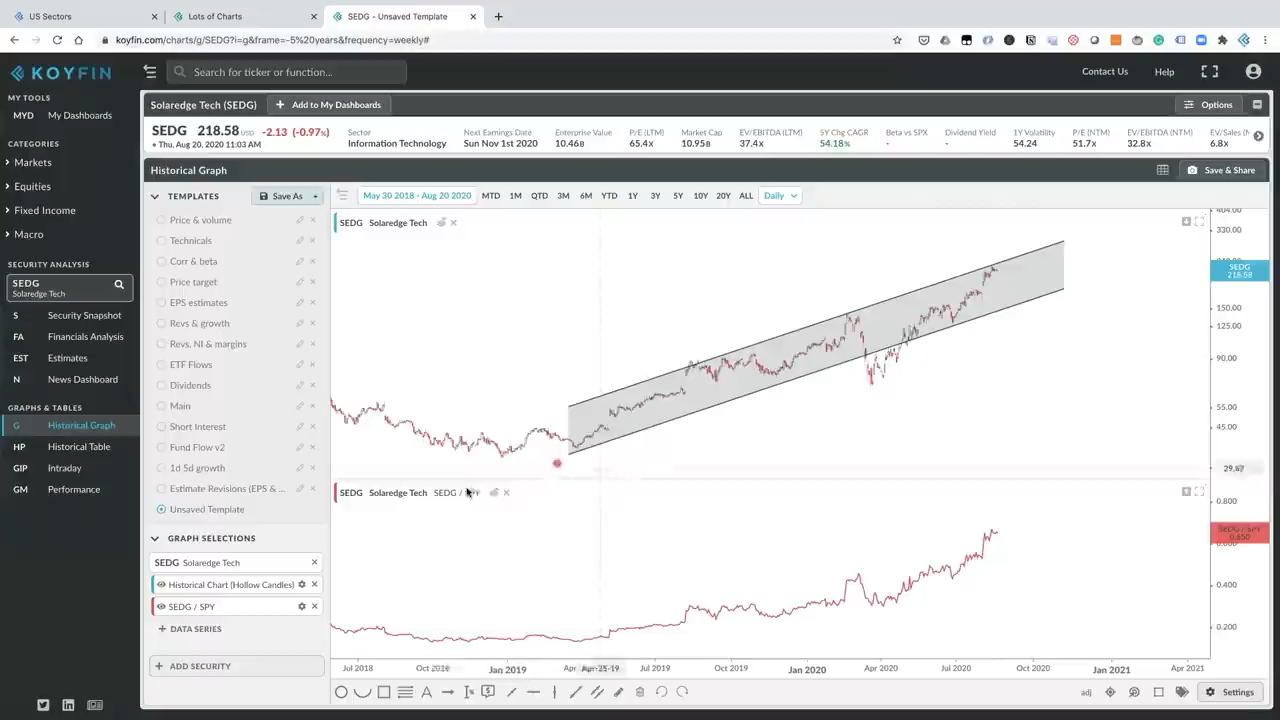 US Sectors
Lots of Charts
SEDG - Unsaved Template
koyfin.com/charts/g/SEDG?i=g&frame=-5%20years&frequency=weekly#
KOYFIN
Search for ticker or function...
Contact Us
Help
MY TOOLS
MYD My Dashboards
CATEGORIES
Markets
Equities
Fixed Income
Macro
SECURITY ANALYSIS
SEDG
Solaredge Tech
S Security Snapshot
FA Financials Analysis
EST Estimates
N News Dashboard
GRAPHS & TABLES
G Historical Graph
HP Historical Table
GIP Intraday
GM Performance
Solaredge Tech (SEDG)
+ Add to My Dashboards
Options
SEDG 218.58 USD -2.13 (-0.97%)
• Thu, Aug 20, 2020 11:03 AM
Sector
Information Technology
Next Earnings Date
Sun Nov 1st 2020
Enterprise Value
10.46B
P/E (LTM)
65.4X
Market Cap
10.95B
EV/EBITDA (LTM)
37.4X
5Y Chg CAGR
54.18%
Beta vs SPX
-
Dividend Yield
-
1Y Volatility
54.24
P/E (NTM)
51.7X
EV/EBITDA (NTM)
32.8X
EV/Sales (N
6.8X
Historical Graph
Save & Share
TEMPLATES
Save As
Price & volume
Technicals
Corr & beta
Price target
EPS estimates
Revs & growth
Revs, NI & margins
ETF Flows
Dividends
Main
Short Interest
Fund Flow v2
1d 5d growth
Estimate Revisions (EPS & ...
Unsaved Template
GRAPH SELECTIONS
SEDG Solaredge Tech
Historical Chart (Hollow Candles)
SEDG / SPY
+ DATA SERIES
+ ADD SECURITY
May 30 2018 - Aug 20 2020
MTD 1M QTD 3M 6M YTD 1Y 3Y 5Y 10Y 20Y ALL
Daily
SEDG Solaredge Tech
404.00
330.00
SEDG
218.58
150.00
125.00
90.00
55.00
45.00
SEDG Solaredge Tech SEDG /
0.800
SEDG / SPY
0.650
0.400
0.200
Jul 2018
Jan 2019
Apr-25-19
Jul 2019
Oct 2019
Jan 2020
Apr 2020
Jul 2020
Oct 2020
Jan 2021
Apr 2021
adj
Settings